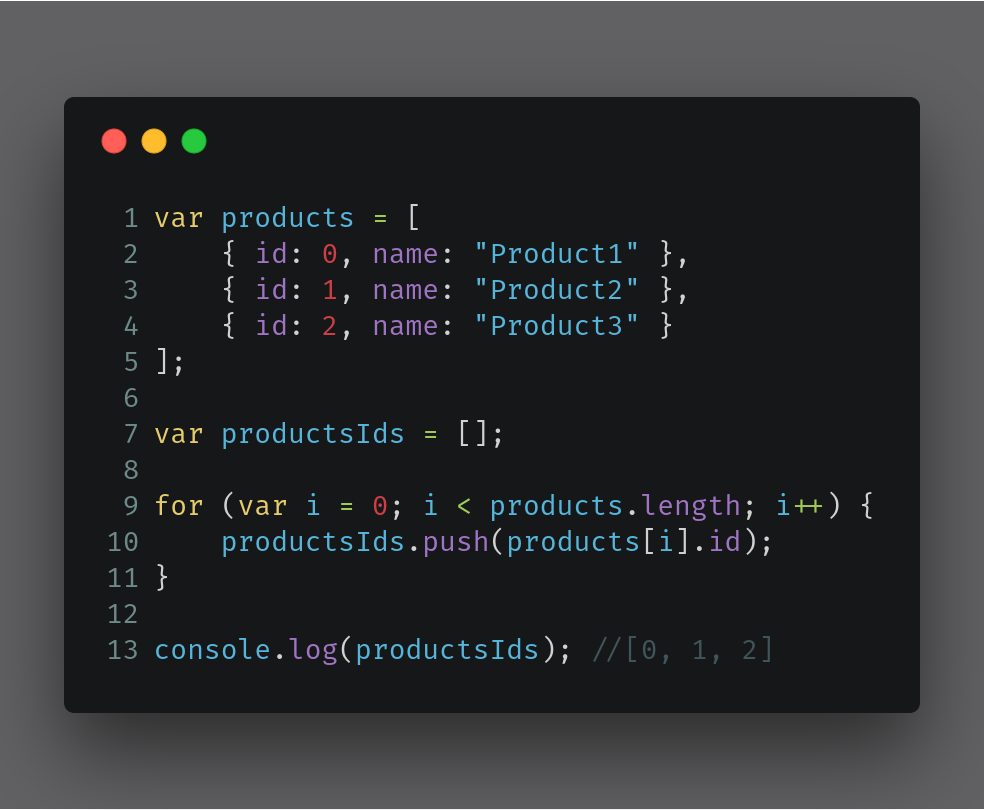 1 var products = [
2     { id: 0, name: "Product1" },
3     { id: 1, name: "Product2" },
4     { id: 2, name: "Product3" }
5 ];
6
7 var productsIds = [];
8
9 for (var i = 0; i < products.length; i++) {
10     productsIds.push(products[i].id);
11 }
12
13 console.log(productsIds); //[0, 1, 2]